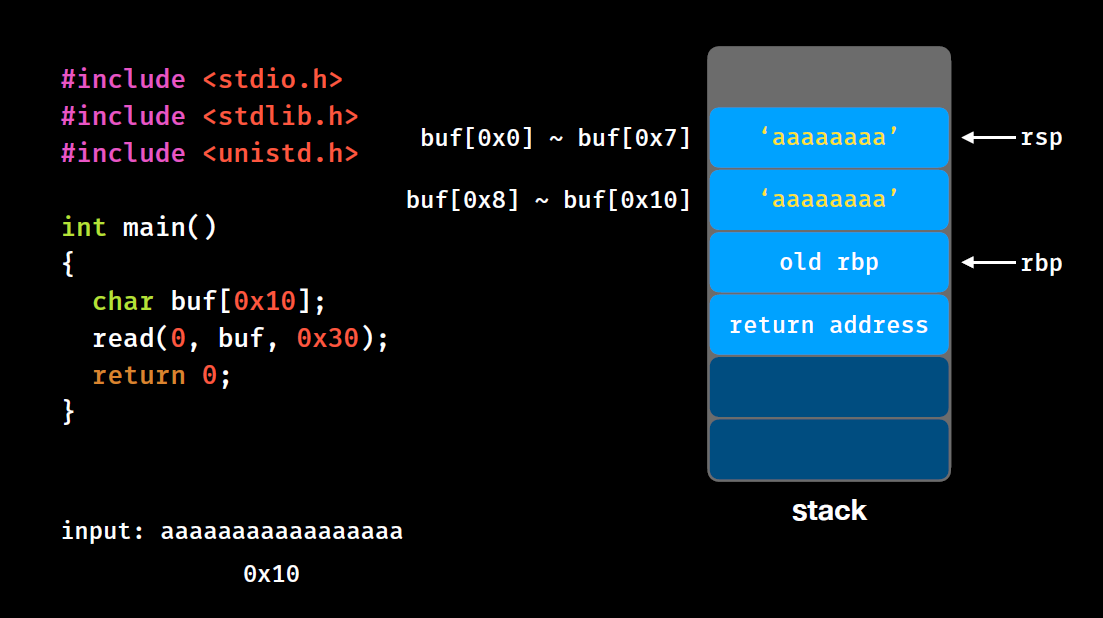 #include <stdio.h>
#include <stdlib.h>
#include <unistd.h>
int main()
{
char buf[0x10];
read(0, buf, 0x30);
return 0;
}
input: aaaaaaaaaaaaaaaaa
0x10
buf[0x0] ~ buf[0x7]
‘aaaaaaaa’
rsp
buf[0x8] ~ buf[0x10]
‘aaaaaaaa’
old rbp
rbp
return address
stack